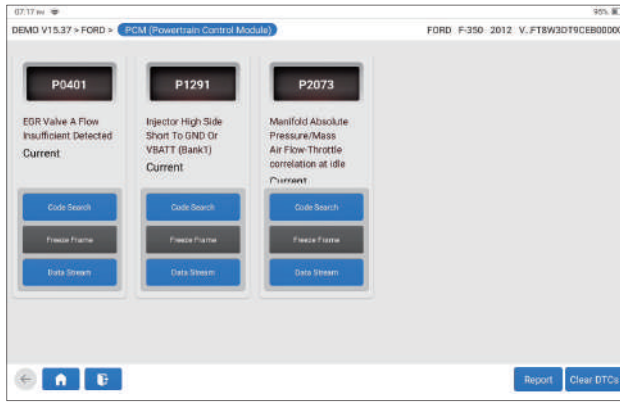 07:17 PM
95%
DEMO V15.37 > FORD > PCM (Powertrain Control Module)
FORD F-350 2012 V..FT8W3DT9CEB00000
P0401
EGR Valve A Flow
Insufficient Detected
Current
Code Search
Freeze Frame
Data Stream
P1291
Injector High Side
Short To GND Or
VBATT (Bank1)
Current
Code Search
Freeze Frame
Data Stream
P2073
Manifold Absolute
Pressure/Mass
Air Flow-Throttle
correlation at idle
Current
Code Search
Freeze Frame
Data Stream
Report
Clear DTCs